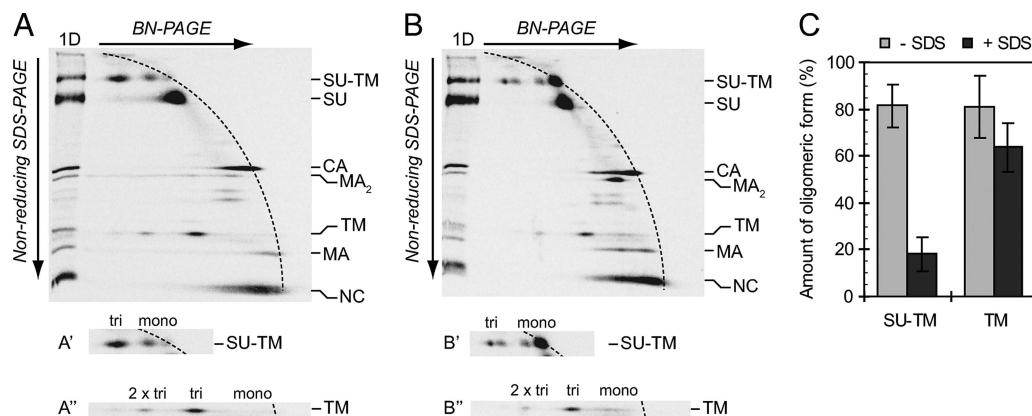 A
1D
BN-PAGE
Non-reducing SDS-PAGE
SU-TM
SU
CA
MA2
TM
MA
NC
A'
tri mono
SU-TM
A''
2 x tri tri mono
TM
B
1D
BN-PAGE
Non-reducing SDS-PAGE
SU-TM
SU
CA
MA2
TM
MA
NC
B'
tri mono
SU-TM
B''
2 x tri tri mono
TM
C
- SDS + SDS
Amount of oligomeric form (%)
100
80
60
40
20
0
SU-TM TM